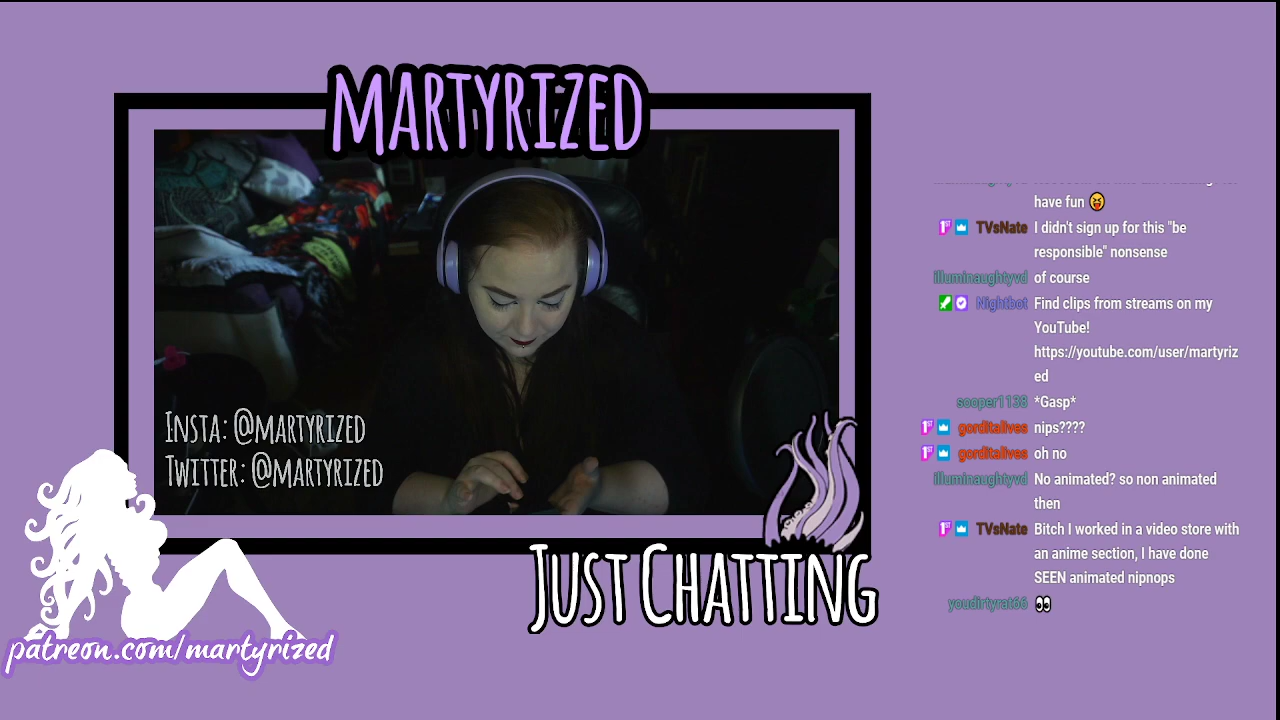 MARTYRIZED
INSTA: @MARTYRIZED
TWITTER: @MARTYRIZED
JUST CHATTING
patreon.com/martyrized
have fun
TVsNate I didn't sign up for this "be
responsible" nonsense
illuminaughtyvd of course
Nightbot Find clips from streams on my
YouTube!
https://youtube.com/user/martyriz
ed
sooper1138 *Gasp*
gorditalives nips????
gorditalives oh no
illuminaughtyvd No animated? so non animated
then
TVsNate Bitch I worked in a video store with
an anime section, I have done
SEEN animated nipnops
youdirtyrat66 👀